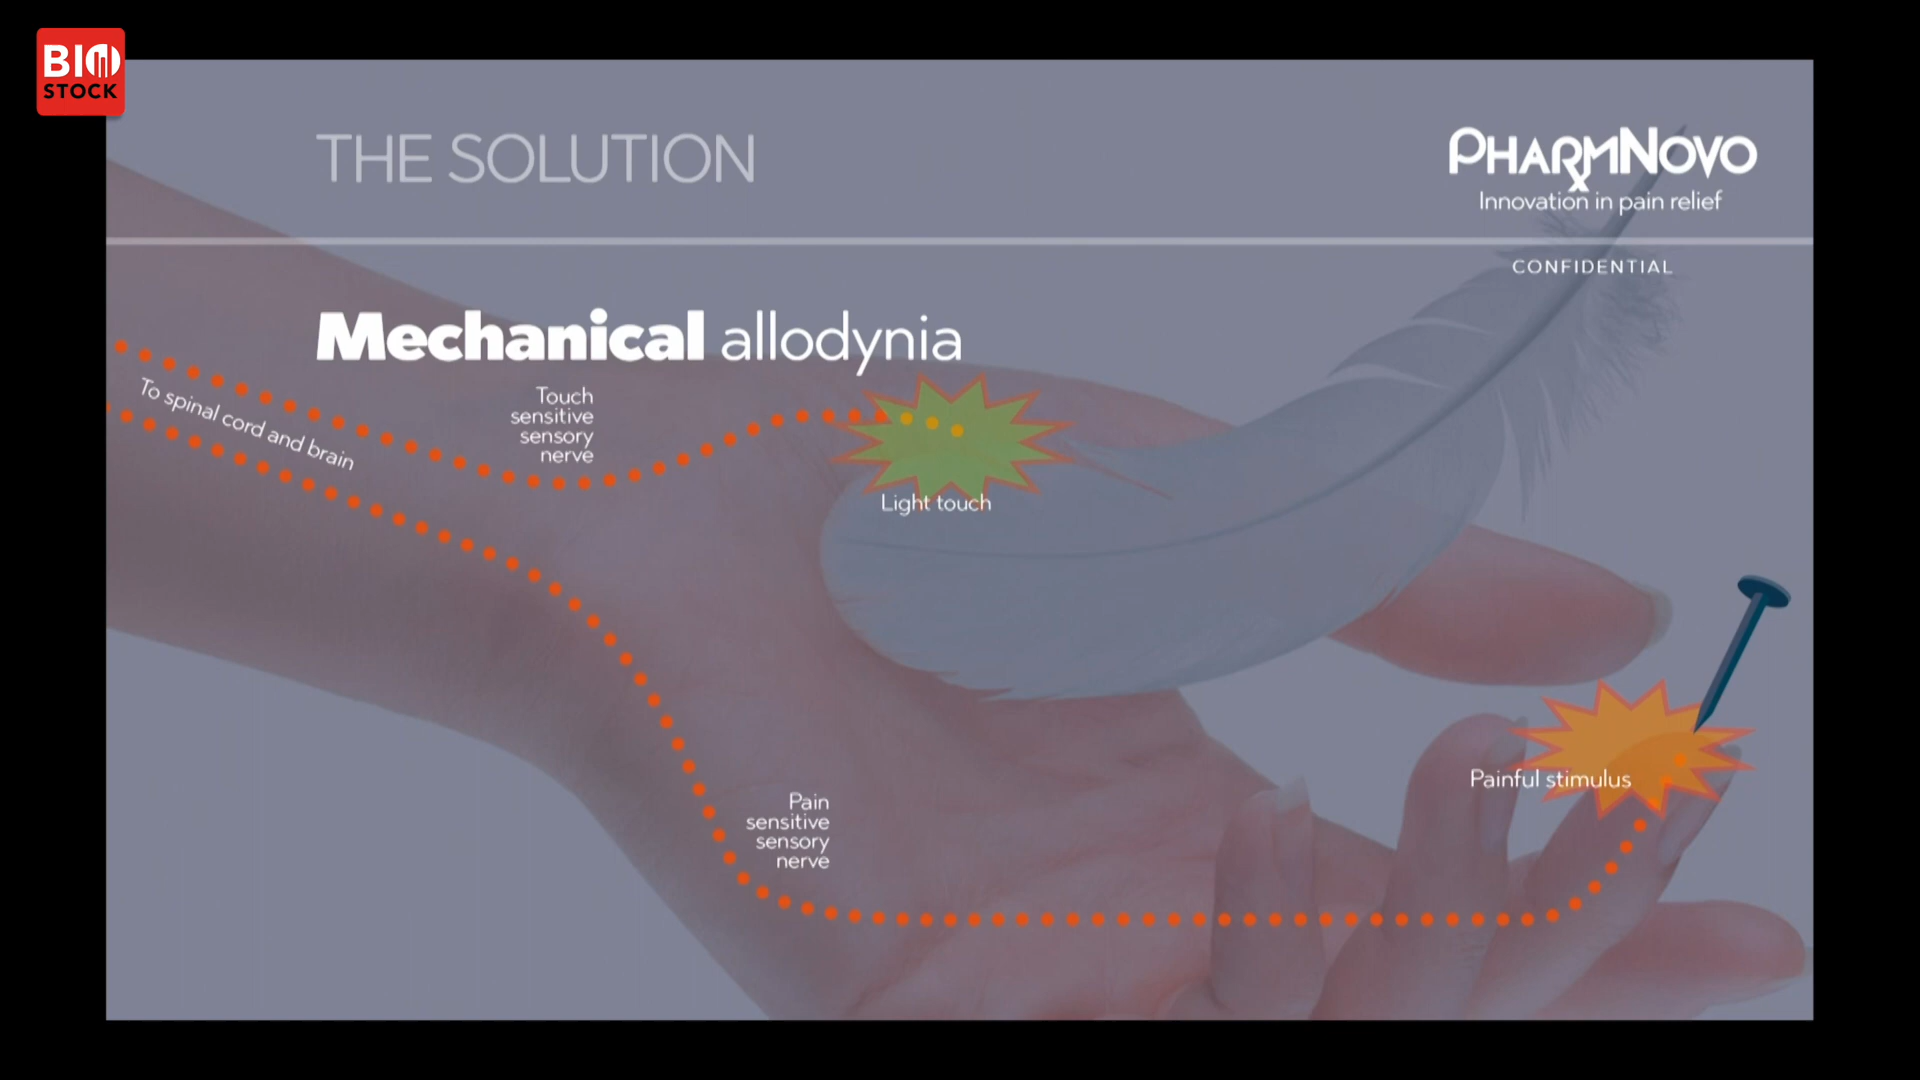 BIO
STOCK
THE SOLUTION
PHARMNOVO
Innovation in pain relief
CONFIDENTIAL
Mechanical allodynia
To spinal cord and brain
Touch
sensitive
sensory
nerve
Light touch
Painful stimulus
Pain
sensitive
sensory
nerve